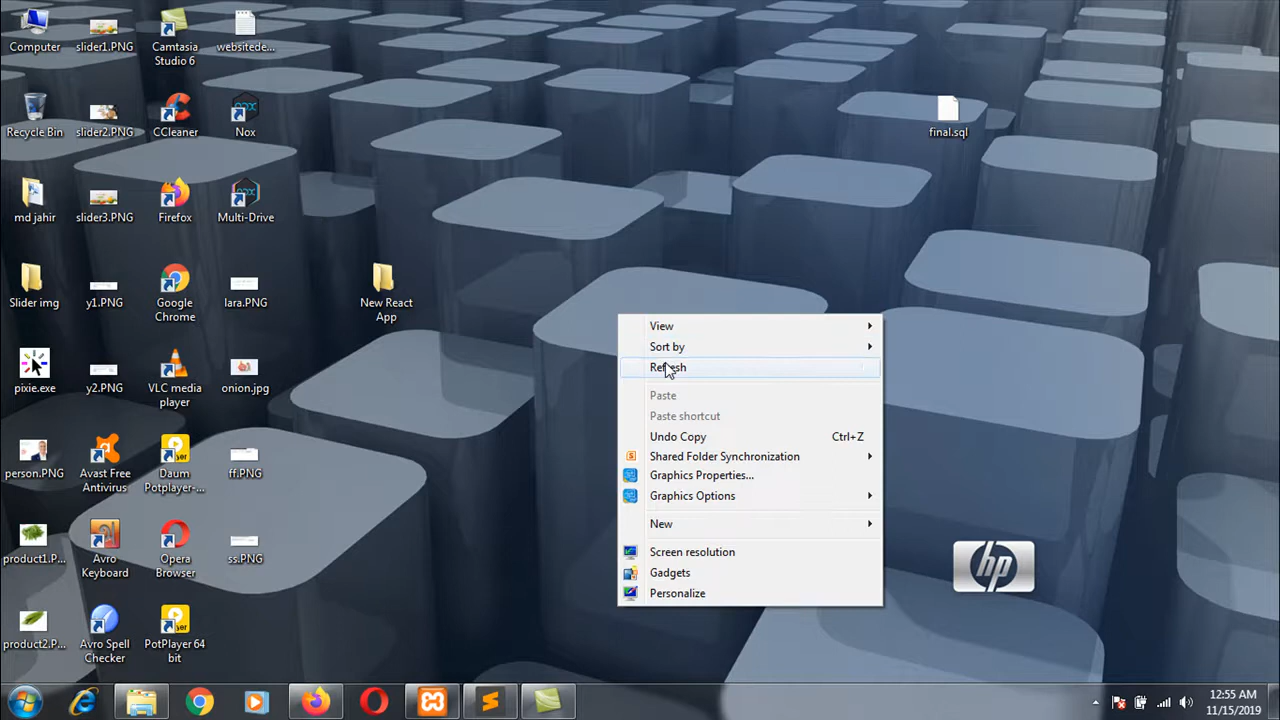 Computer
slider1.PNG
Camtasia
Studio 6
websitede...
Recycle Bin
slider2.PNG
CCleaner
Nox
final.sql
md jahir
slider3.PNG
Firefox
Multi-Drive
Slider img
y1.PNG
Google
Chrome
lara.PNG
New React
App
pixie.exe
y2.PNG
VLC media
player
onion.jpg
person.PNG
Avast Free
Antivirus
Daum
Potplayer-...
ff.PNG
product1.P...
Avro
Keyboard
Opera
Browser
ss.PNG
product2.P...
Avro Spell
Checker
PotPlayer 64
bit
View
Sort by
Refresh
Paste
Paste shortcut
Undo Copy Ctrl+Z
Shared Folder Synchronization
Graphics Properties...
Graphics Options
New
Screen resolution
Gadgets
Personalize
hp
12:55 AM
11/15/2019